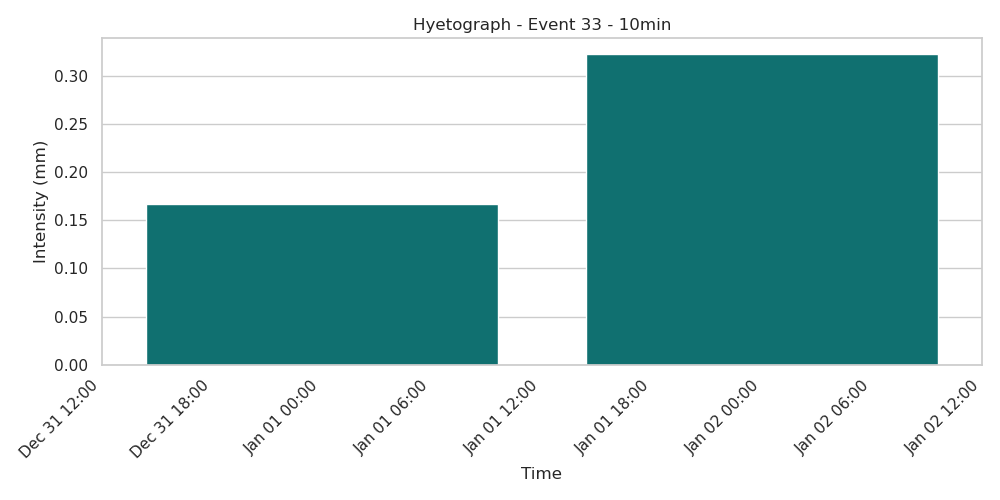 Hyetograph - Event 33 - 10min
Intensity (mm)
0.30
0.25
0.20
0.15
0.10
0.05
0.00
Dec 31 12:00
Dec 31 18:00
Jan 01 00:00
Jan 01 06:00
Jan 01 12:00
Jan 01 18:00
Jan 02 00:00
Jan 02 06:00
Jan 02 12:00
Time